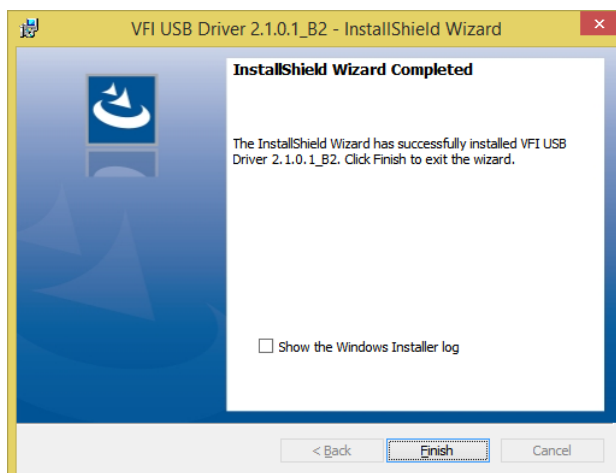 VFI USB Driver 2.1.0.1_B2 - InstallShield Wizard
InstallShield Wizard Completed
The InstallShield Wizard has successfully installed VFI USB
Driver 2.1.0.1_B2. Click Finish to exit the wizard.
Show the Windows Installer log
< Back Finish Cancel